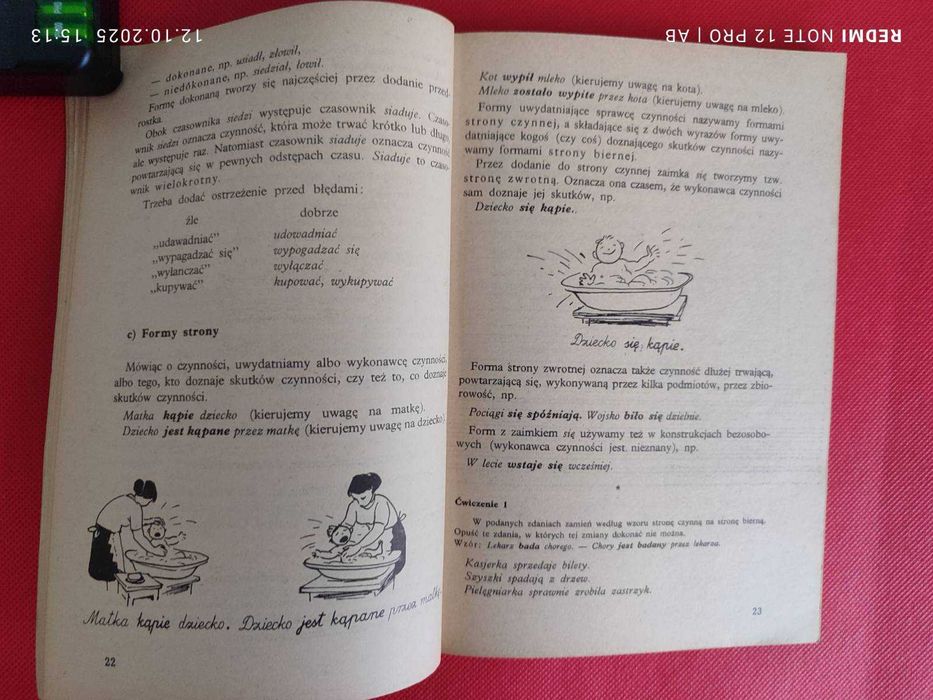 — dokonane, np. usiadł, złowił,
— niedokonane, np. siedział, łowił.
Formę dokonaną tworzy się najczęściej przez dodanie przed-
rostka.
Obok czasownika siedzi występuje czasownik siaduje. Czaso-
wnik siedzi oznacza czynność, która może trwać krótko lub długo,
ale występuje raz. Natomiast czasownik siaduje oznacza czynność
powtarzającą się w pewnych odstępach czasu. Siaduje to czaso-
wnik wielokrotny.
Trzeba dodać ostrzeżenie przed błędami:
źle dobrze
„udawadniać” udowadniać
„wypagadzać się” wypogadzać się
„wyłanczać” wyłączać
„kupywać” kupować, wykupywać
c) Formy strony
Mówiąc o czynności, uwydatniamy albo wykonawcę czynności,
albo tego, kto doznaje skutków czynności, czy też to, co doznaje
skutków czynności.
Matka kąpie dziecko (kierujemy uwagę na matkę).
Dziecko jest kąpane przez matkę (kierujemy uwagę na dziecko).
Matka kąpie dziecko. Dziecko jest kąpane przez matkę.
22
Kot wypił mleko (kierujemy uwagę na kota).
Mleko zostało wypite przez kota (kierujemy uwagę na mleko).
Formy uwydatniające sprawcę czynności nazywamy formami
strony czynnej, a składające się z dwóch wyrazów formy uwy-
datniające kogoś (czy coś) doznającego skutków czynności nazy-
wamy formami strony biernej.
Przez dodanie do strony czynnej zaimka się tworzymy tzw.
stronę zwrotną. Oznacza ona czasem, że wykonawca czynności
sam doznaje jej skutków, np.
Dziecko się kąpie.
Dziecko się kąpie.
Forma strony zwrotnej oznacza także czynność dłużej trwającą,
powtarzającą się, wykonywaną przez kilka podmiotów, przez zbio-
rowość, np.
Pociągi się spóźniają. Wojsko biło się dzielnie.
Form z zaimkiem się używamy też w konstrukcjach bezosobo-
wych (wykonawca czynności jest nieznany), np.
W lecie wstaje się wcześniej.
*
Ćwiczenie 1
W podanych zdaniach zamień według wzoru stronę czynną na stronę bierną.
Opuść te zdania, w których tej zmiany dokonać nie można.
Wzór: Lekarz bada chorego. — Chory jest badany przez lekarza.
Kasjerka sprzedaje bilety.
Szyszki spadają z drzew.
Pielęgniarka sprawnie zrobiła zastrzyk.
23
REDMI NOTE 12 PRO | AB
12.10.2025 15:13